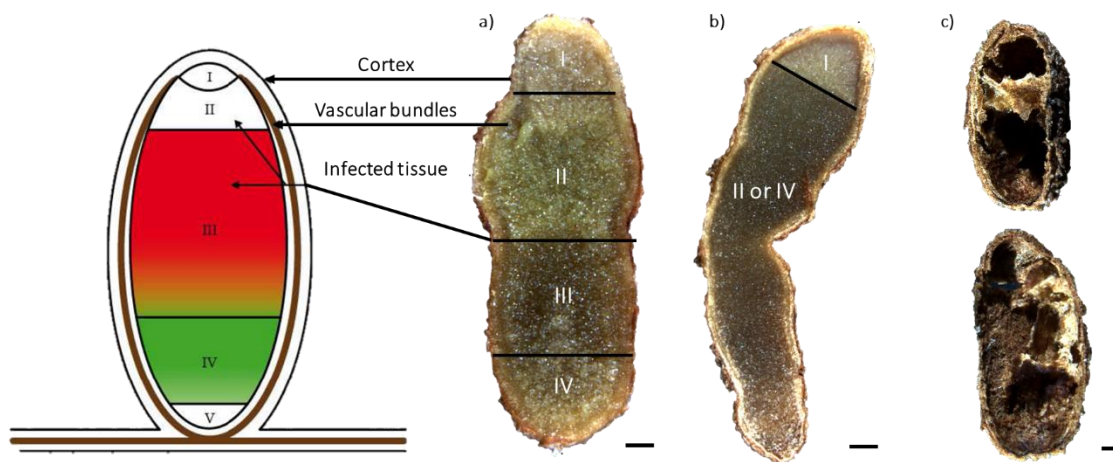 a)
b)
c)
Cortex
Vascular bundles
Infected tissue
I
II
III
IV
V
I
II
III
IV
I
II or IV